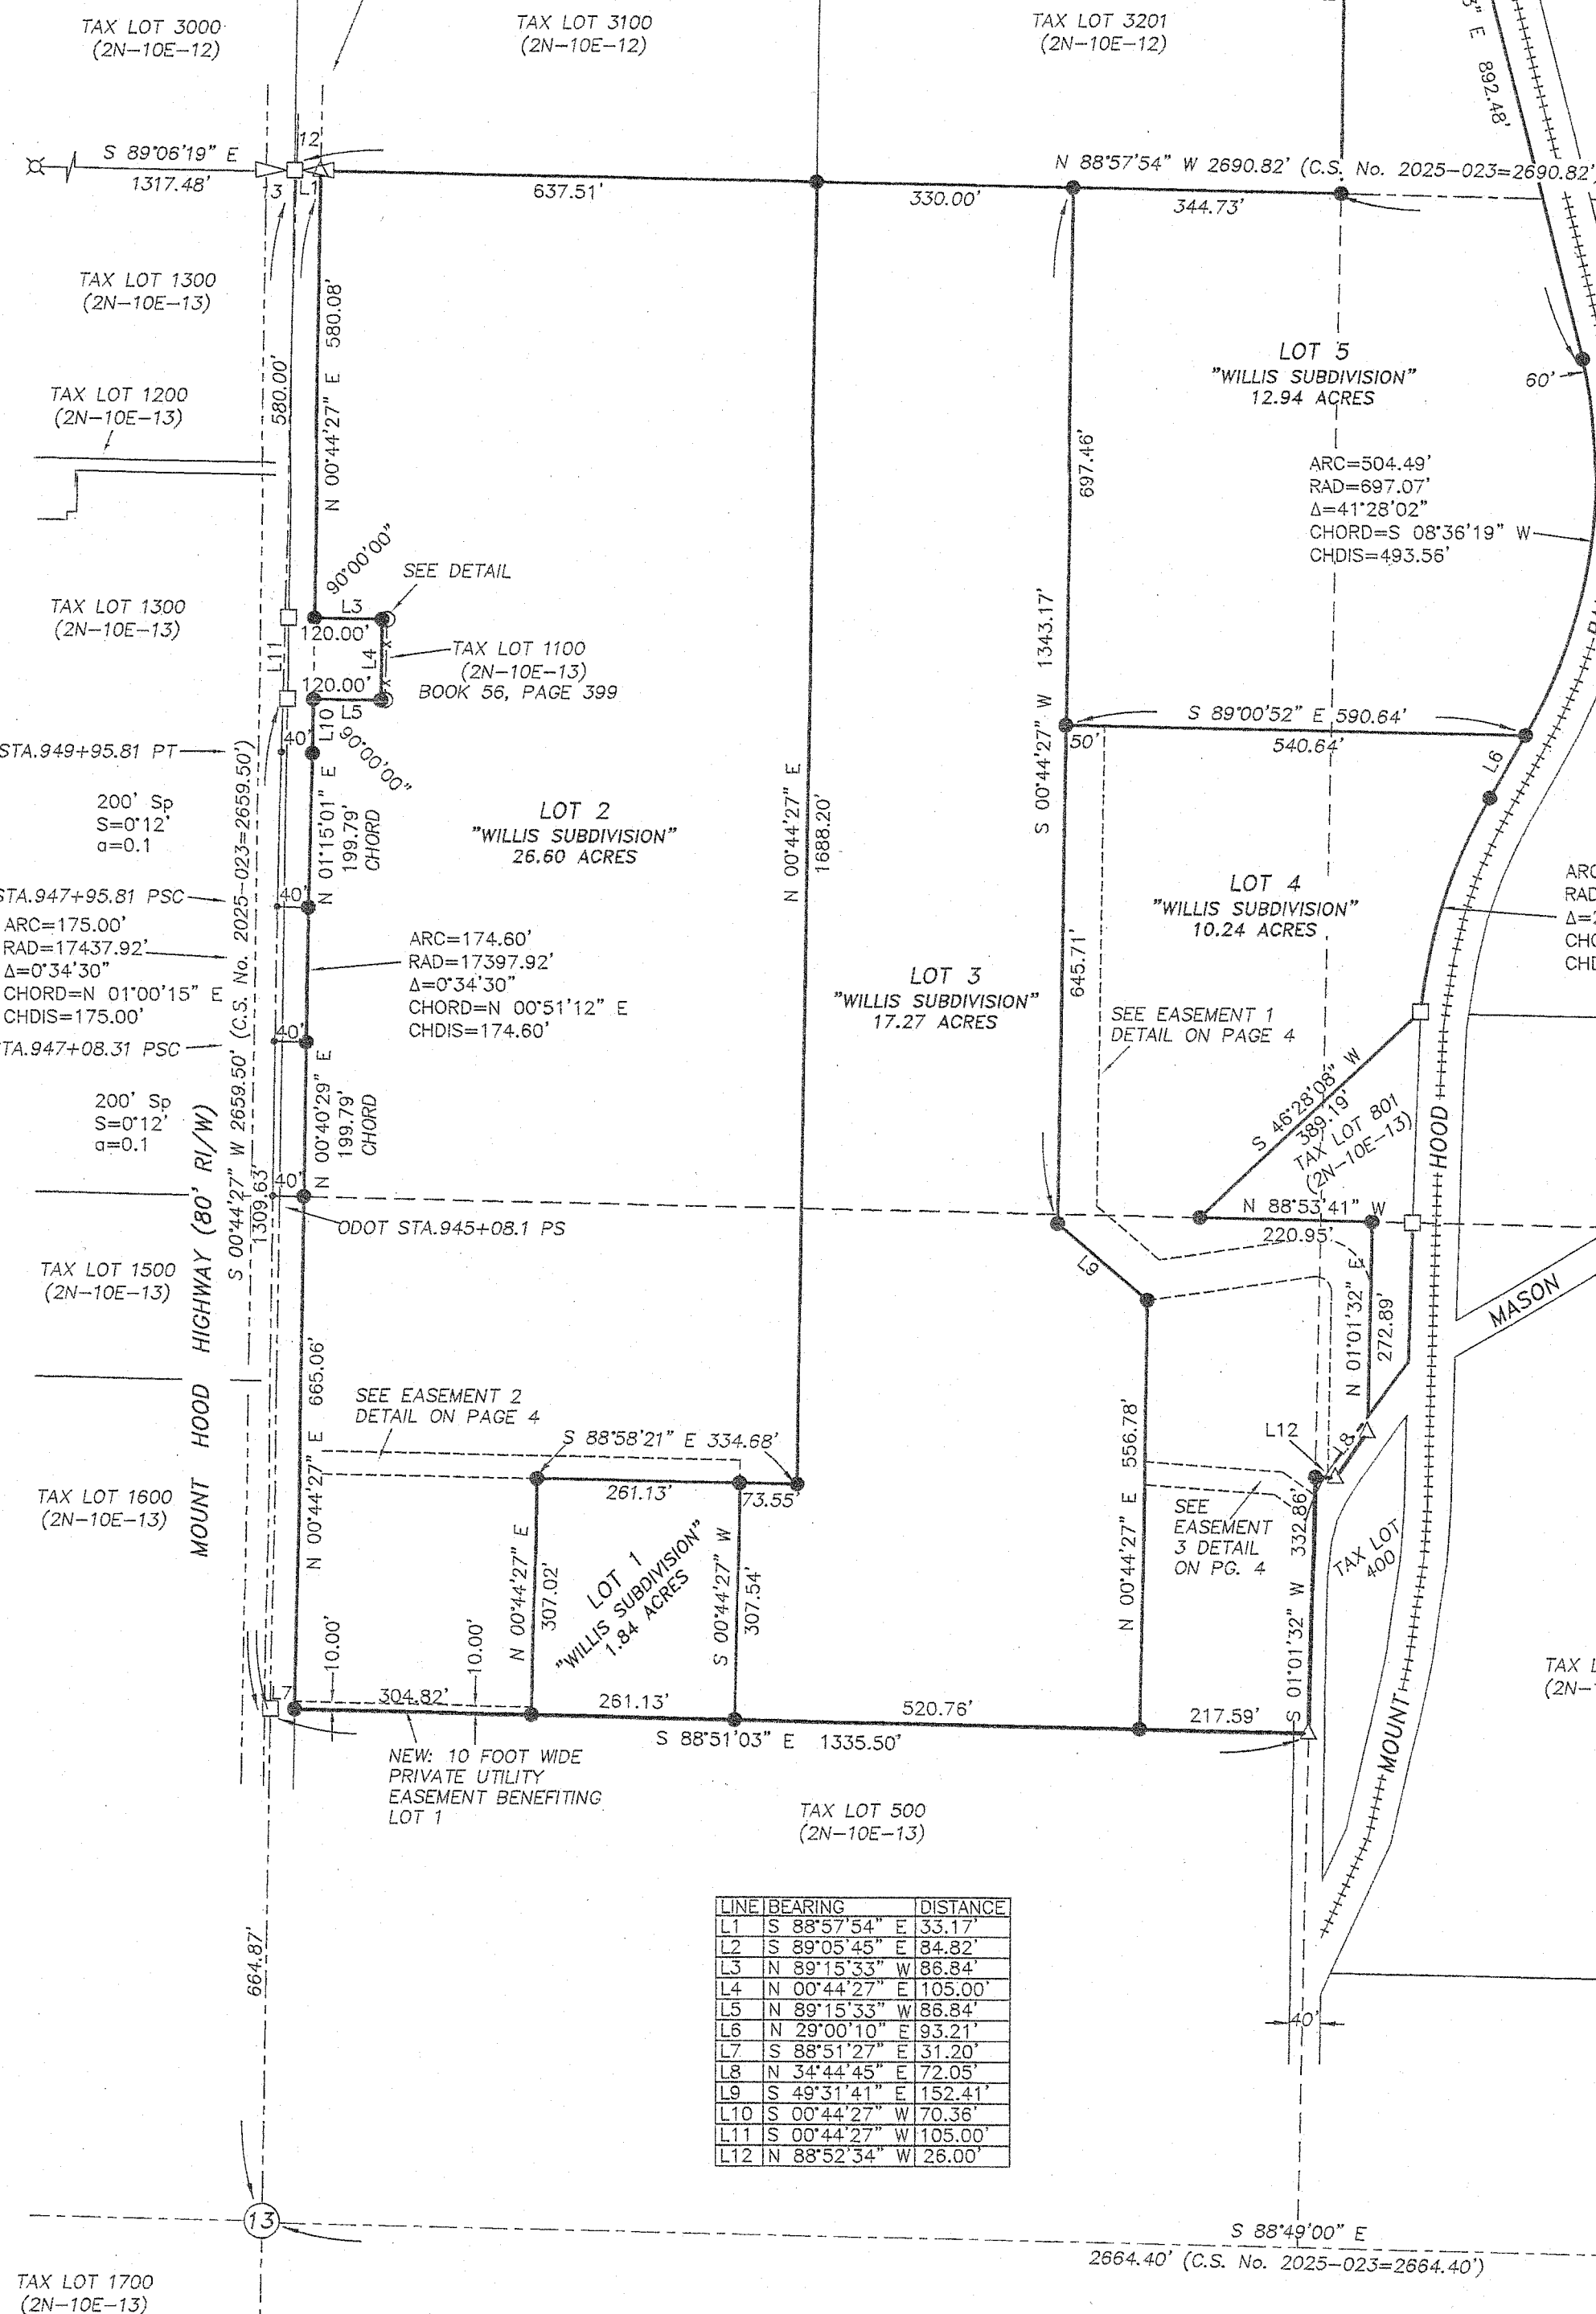 TAX LOT 3000
(2N-10E-12)
TAX LOT 3100
(2N-10E-12)
TAX LOT 3201
(2N-10E-12)
E 892.48'
S 89°06'19" E
1317.48'
12
13
L1
637.51'
330.00'
N 88°57'54" W 2690.82' (C.S. No. 2025-023=2690.82')
344.73'
TAX LOT 1300
(2N-10E-13)
580.00'
N 00°44'27" E 580.08'
TAX LOT 1200
(2N-10E-13)
LOT 5
"WILLIS SUBDIVISION"
12.94 ACRES
60'
ARC=504.49'
RAD=697.07'
Δ=41°28'02"
CHORD=S 08°36'19" W
CHDIS=493.56'
697.46'
S 00°44'27" W 1343.17'
90°00'00"
SEE DETAIL
L3
120.00'
TAX LOT 1300
(2N-10E-13)
L11
L4
TAX LOT 1100
(2N-10E-13)
BOOK 56, PAGE 399
120.00'
L5
L10
90°00'00"
40'
STA.949+95.81 PT
S 89°00'52" E 590.64'
50'
540.64'
L6
200' Sp
S=0°12'
a=0.1
N 01°15'01" E
199.79'
CHORD
LOT 2
"WILLIS SUBDIVISION"
26.60 ACRES
N 00°44'27" E
1688.20'
STA.947+95.81 PSC
40'
ARC=175.00'
RAD=17437.92'
Δ=0°34'30"
CHORD=N 01°00'15" E
CHDIS=175.00'
ARC=174.60'
RAD=17397.92'
Δ=0°34'30"
CHORD=N 00°51'12" E
CHDIS=174.60'
LOT 4
"WILLIS SUBDIVISION"
10.24 ACRES
645.71'
LOT 3
"WILLIS SUBDIVISION"
17.27 ACRES
SEE EASEMENT 1
DETAIL ON PAGE 4
STA.947+08.31 PSC
40'
200' Sp
S=0°12'
a=0.1
N 00°40'29" E
199.79'
CHORD
S 46°28'08" W
389.19'
TAX LOT 801
(2N-10E-13)
HOOD
MOUNT HOOD HIGHWAY (80' RI/W)
S 00°44'27" W 2659.50' (C.S. No. 2025-023=2659.50')
1309.63'
40'
ODOT STA.945+08.1 PS
N 88°53'41" W
220.95'
L9
TAX LOT 1500
(2N-10E-13)
MASON
N 01°01'32" E
272.89'
N 00°44'27" E 665.06'
SEE EASEMENT 2
DETAIL ON PAGE 4
S 88°58'21" E 334.68'
261.13'
73.55'
N 00°44'27" E 556.78'
L12
L8
TAX LOT 1600
(2N-10E-13)
SEE
EASEMENT
3 DETAIL
ON PG. 4
S 01°01'32" W 332.86'
TAX LOT
400
N 00°44'27" E
307.02'
LOT 1
"WILLIS SUBDIVISION"
1.84 ACRES
S 00°44'27" W
307.54'
10.00'
10.00'
L7
304.82'
261.13'
520.76'
217.59'
S 88°51'03" E 1335.50'
MOUNT
NEW: 10 FOOT WIDE
PRIVATE UTILITY
EASEMENT BENEFITING
LOT 1
TAX LOT 500
(2N-10E-13)
664.87'
LINE BEARING DISTANCE
L1 S 88°57'54" E 33.17'
L2 S 89°05'45" E 84.82'
L3 N 89°15'33" W 86.84'
L4 N 00°44'27" E 105.00'
L5 N 89°15'33" W 86.84'
L6 N 29°00'10" E 93.21'
L7 S 88°51'27" E 31.20'
L8 N 34°44'45" E 72.05'
L9 S 49°31'41" E 152.41'
L10 S 00°44'27" W 70.36'
L11 S 00°44'27" W 105.00'
L12 N 88°52'34" W 26.00'
40'
13
S 88°49'00" E
2664.40' (C.S. No. 2025-023=2664.40')
TAX LOT 1700
(2N-10E-13)